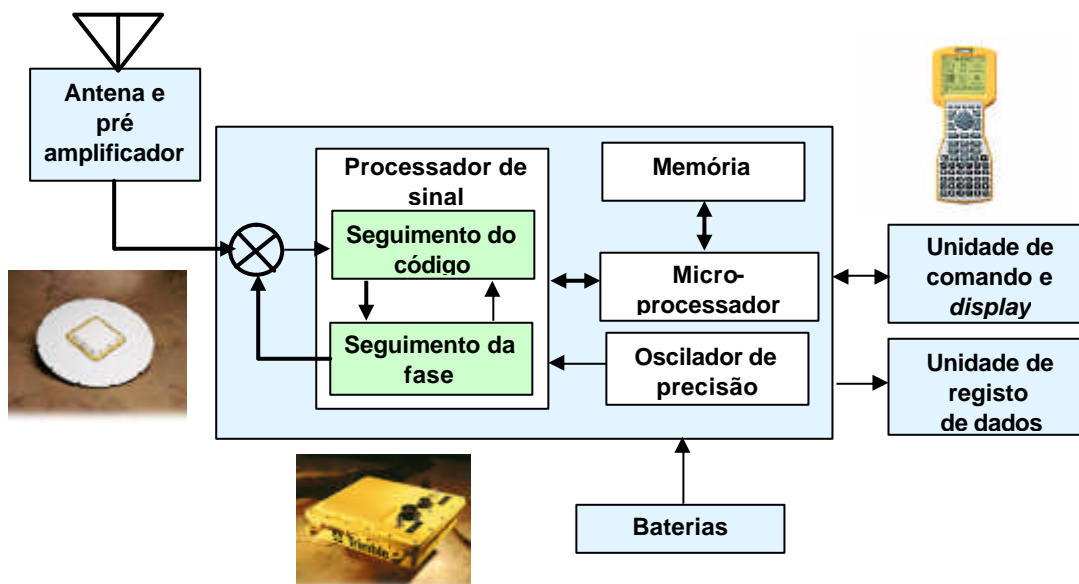 Antena e
pré
amplificador
Processador de
sinal
Seguimento do
código
Seguimento da
fase
Memória
Micro-
processador
Oscilador de
precisão
Unidade de
comando e
display
Unidade de
registo
de dados
Baterias
Trimble